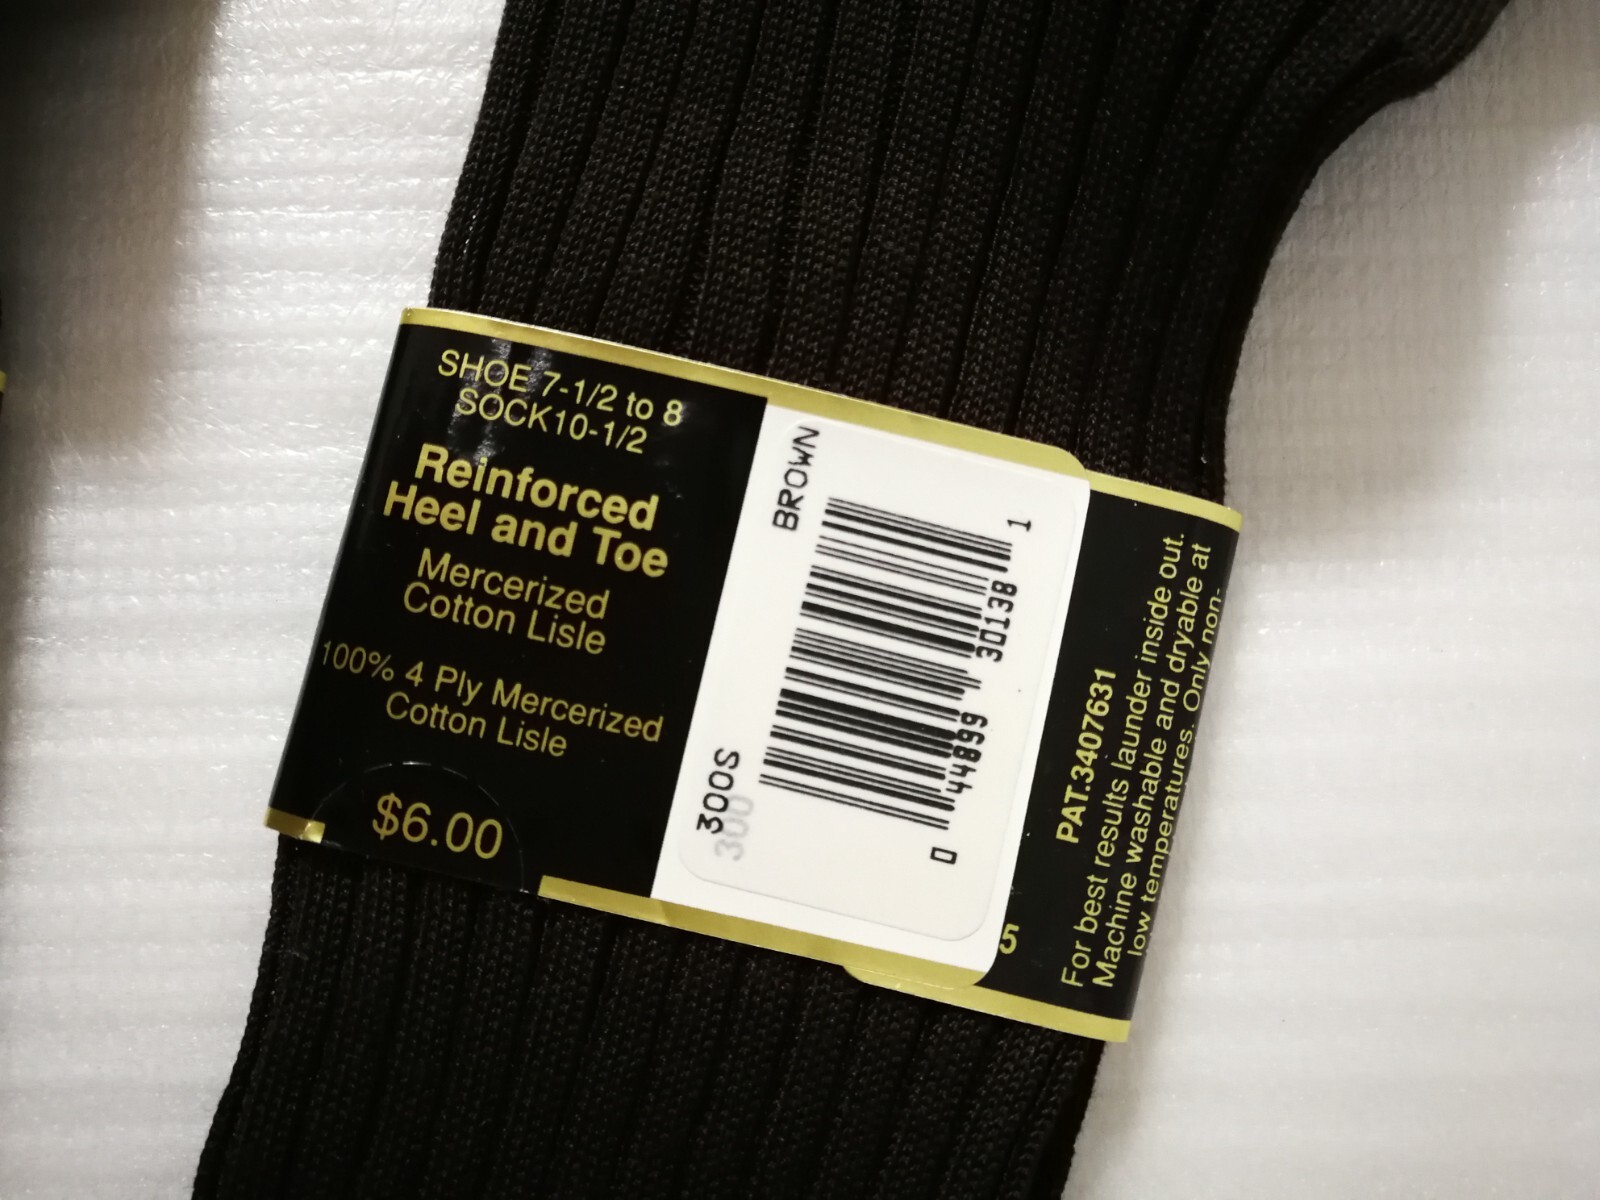 SHOE 7-1/2 to 8
SOCK10-1/2
Reinforced
Heel and Toe
Mercerized
Cotton Lisle
100% 4 Ply Mercerized
Cotton Lisle
$6.00
BROWN
300S
300
0 44899 30138 1
5
PAT.3407631
For best results launder inside out.
Machine washable and dryable at
low temperatures. Only non-